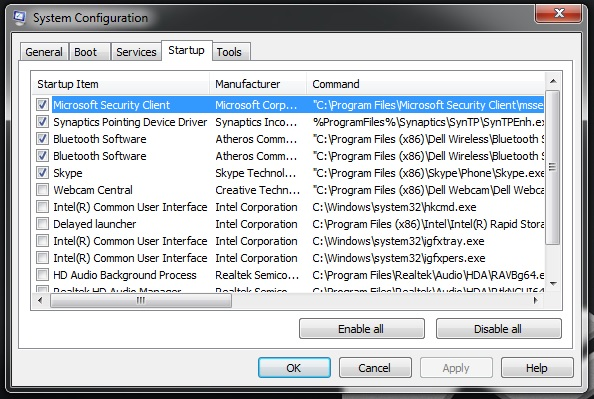 System Configuration
General Boot Services Startup Tools
Startup Item Manufacturer Command
Microsoft Security Client Microsoft Corp... "C:\Program Files\Microsoft Security Client\msse
Synaptics Pointing Device Driver Synaptics Inco... %ProgramFiles%\Synaptics\SynTP\SynTPEnh.ex
Bluetooth Software Atheros Comm... "C:\Program Files (x86)\Dell Wireless\Bluetooth S
Bluetooth Software Atheros Comm... "C:\Program Files (x86)\Dell Wireless\Bluetooth S
Skype Skype Technol... "C:\Program Files (x86)\Skype\Phone\Skype.exe
Webcam Central Creative Techn... "C:\Program Files (x86)\Dell Webcam\Dell Webca
Intel(R) Common User Interface Intel Corporation C:\Windows\system32\hkcmd.exe
Delayed launcher Intel Corporation C:\Program Files (x86)\Intel\Intel(R) Rapid Stora
Intel(R) Common User Interface Intel Corporation C:\Windows\system32\igfxtray.exe
Intel(R) Common User Interface Intel Corporation C:\Windows\system32\igfxpers.exe
HD Audio Background Process Realtek Semico... C:\Program Files\Realtek\Audio\HDA\RAVBg64.e
Realtek HD Audio Manager Realtek Semico... C:\Program Files\Realtek\Audio\HDA\RtkNGUI64
Enable all Disable all
OK Cancel Apply Help